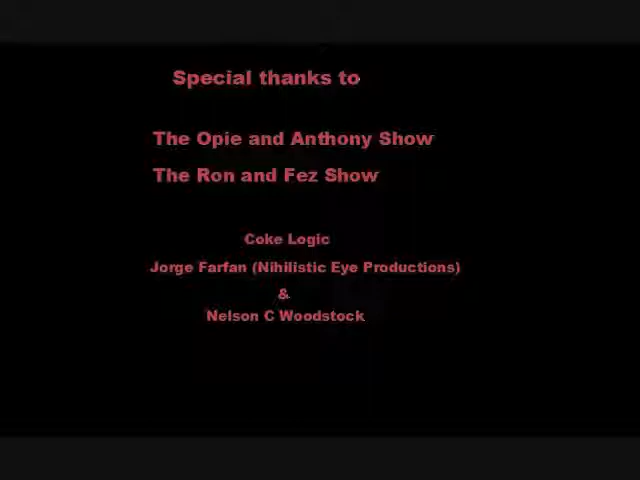 Special thanks to
The Opie and Anthony Show
The Ron and Fez Show
Coke Logic
Jorge Farfan (Nihilistic Eye Productions)
&
Nelson C Woodstock